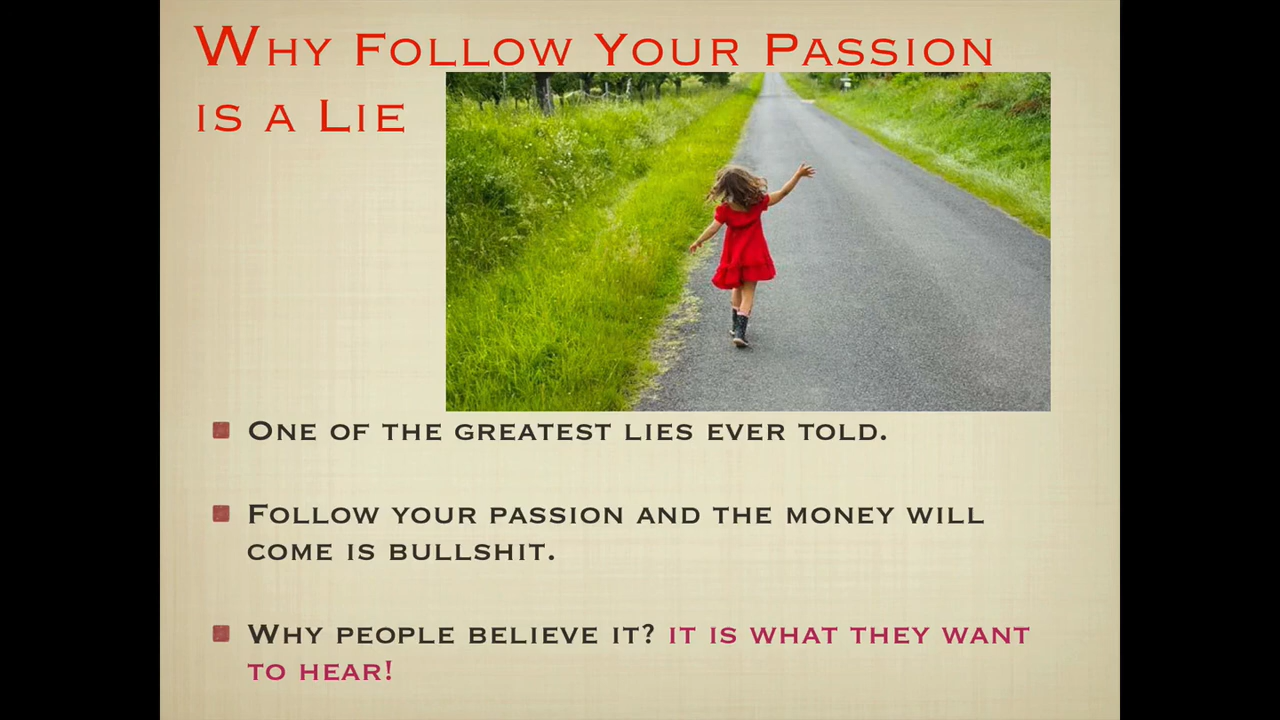 Why Follow Your Passion
is a Lie
One of the greatest lies ever told.
Follow your passion and the money will
come is bullshit.
Why people believe it? it is what they want
to hear!